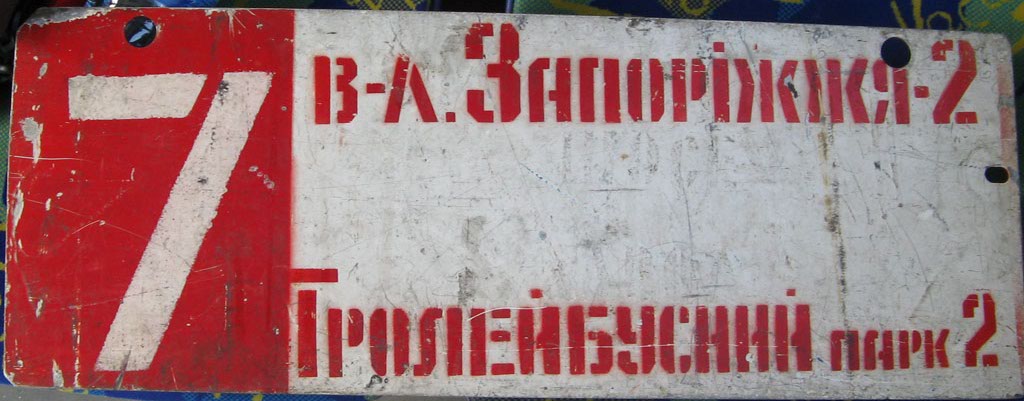 7
В-Л. Запоріжжя-2
Тролейбусний парк 2